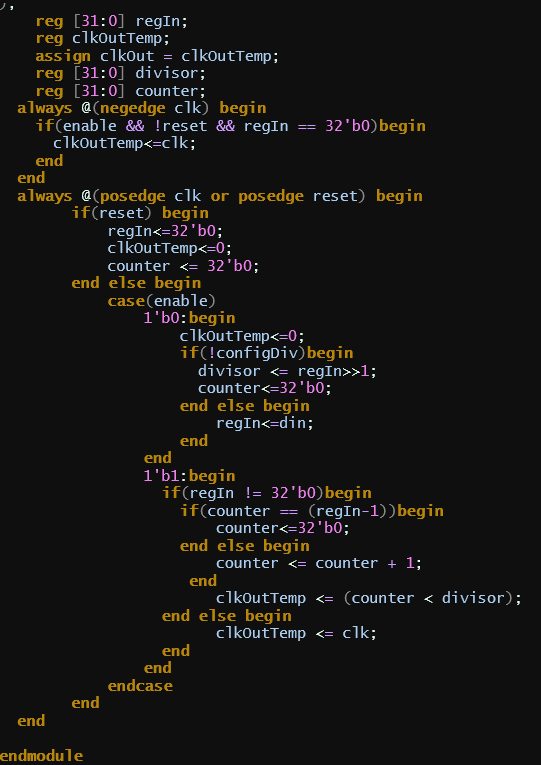 );
reg [31:0] regIn;
reg clkOutTemp;
assign clkOut = clkOutTemp;
reg [31:0] divisor;
reg [31:0] counter;
always @(negedge clk) begin
if(enable && !reset && regIn == 32'b0)begin
clkOutTemp<=clk;
end
end
always @(posedge clk or posedge reset) begin
if(reset) begin
regIn<=32'b0;
clkOutTemp<=0;
counter <= 32'b0;
end else begin
case(enable)
1'b0:begin
clkOutTemp<=0;
if(!configDiv)begin
divisor <= regIn>>1;
counter<=32'b0;
end else begin
regIn<=din;
end
end
1'b1:begin
if(regIn != 32'b0)begin
if(counter == (regIn-1))begin
counter<=32'b0;
end else begin
counter <= counter + 1;
end
clkOutTemp <= (counter < divisor);
end else begin
clkOutTemp <= clk;
end
end
endcase
end
end
endmodule